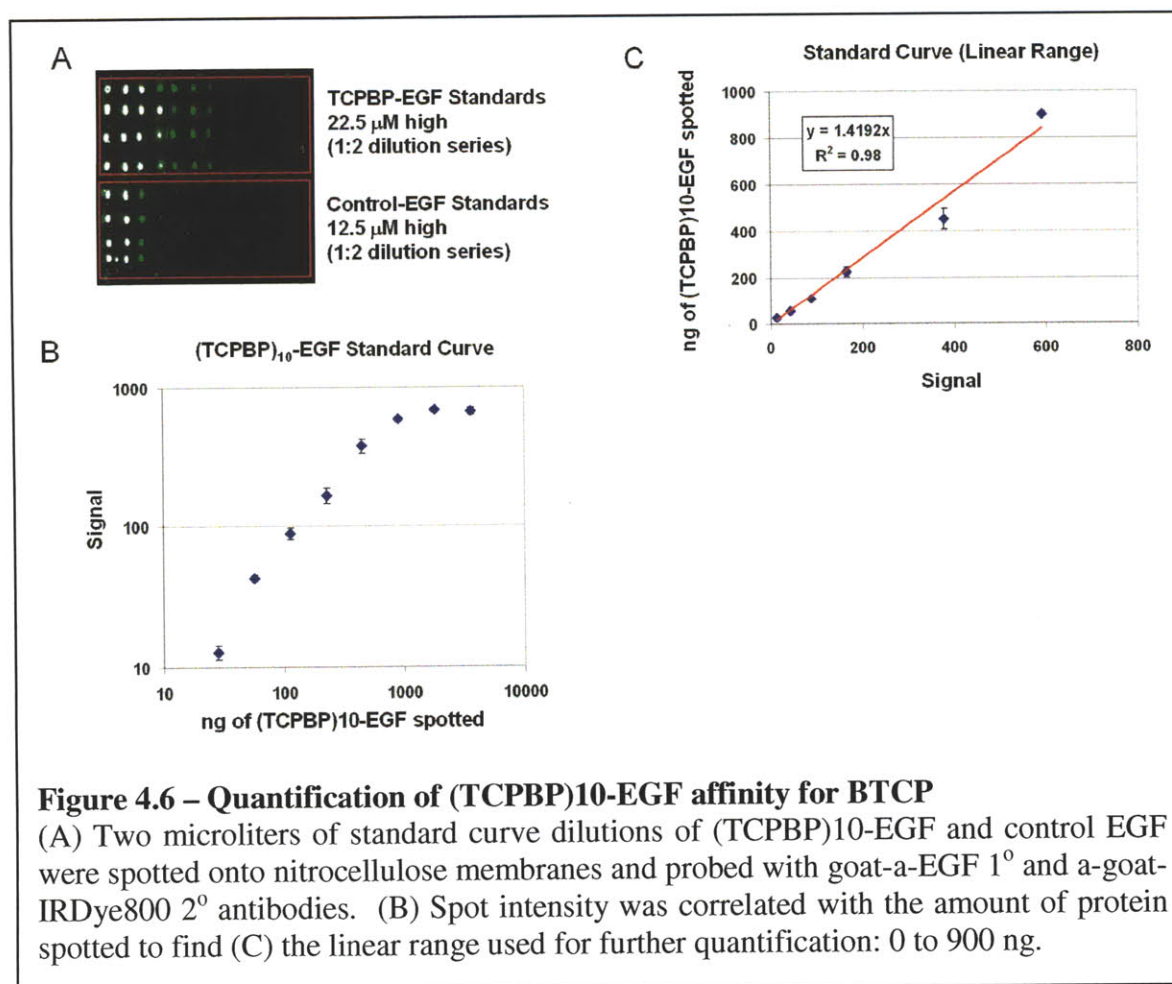 A
TCPBP-EGF Standards
22.5 µM high
(1:2 dilution series)
Control-EGF Standards
12.5 µM high
(1:2 dilution series)
B
(TCPBP)₁₀-EGF Standard Curve
1000
100
10
Signal
10 100 1000 10000
ng of (TCPBP)10-EGF spotted
C
Standard Curve (Linear Range)
1000
800
600
400
200
0
ng of (TCPBP)10-EGF spotted
y = 1.4192x
R² = 0.98
0 200 400 600 800
Signal
Figure 4.6 – Quantification of (TCPBP)10-EGF affinity for BTCP
(A) Two microliters of standard curve dilutions of (TCPBP)10-EGF and control EGF
were spotted onto nitrocellulose membranes and probed with goat-a-EGF 1° and a-goat-
IRDye800 2° antibodies. (B) Spot intensity was correlated with the amount of protein
spotted to find (C) the linear range used for further quantification: 0 to 900 ng.